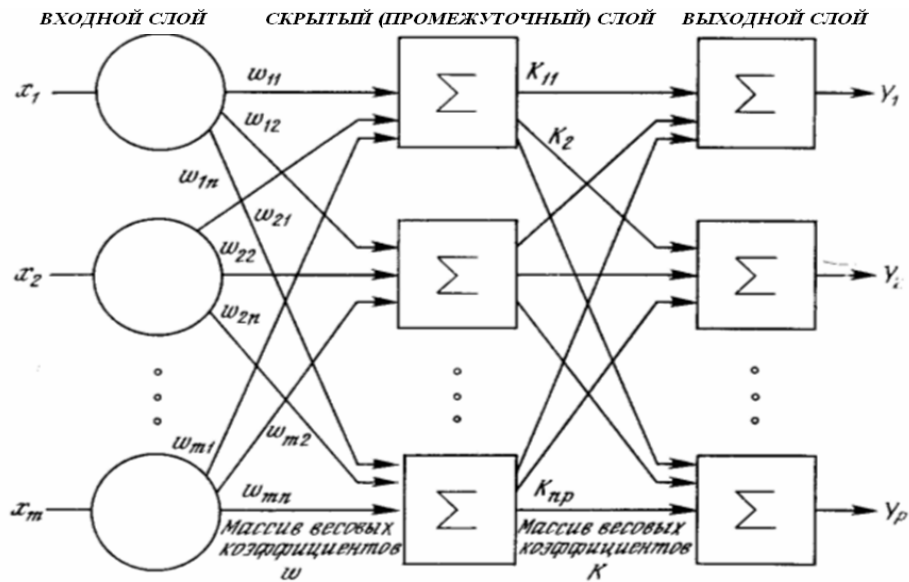 ВХОДНОЙ СЛОЙ
СКРЫТЫЙ (ПРОМЕЖУТОЧНЫЙ) СЛОЙ
ВЫХОДНОЙ СЛОЙ
x₁
w₁₁
Σ
K₁₁
Σ
y₁
w₁₂
K₂
w₁ₙ
w₂₁
x₂
w₂₂
Σ
Σ
y₂
w₂ₙ
wₘ₁
wₘ₂
xₘ
wₘₙ
Σ
Kₙₚ
Σ
yₚ
Массив весовых
коэффициентов
w
Массив весовых
коэффициентов
K